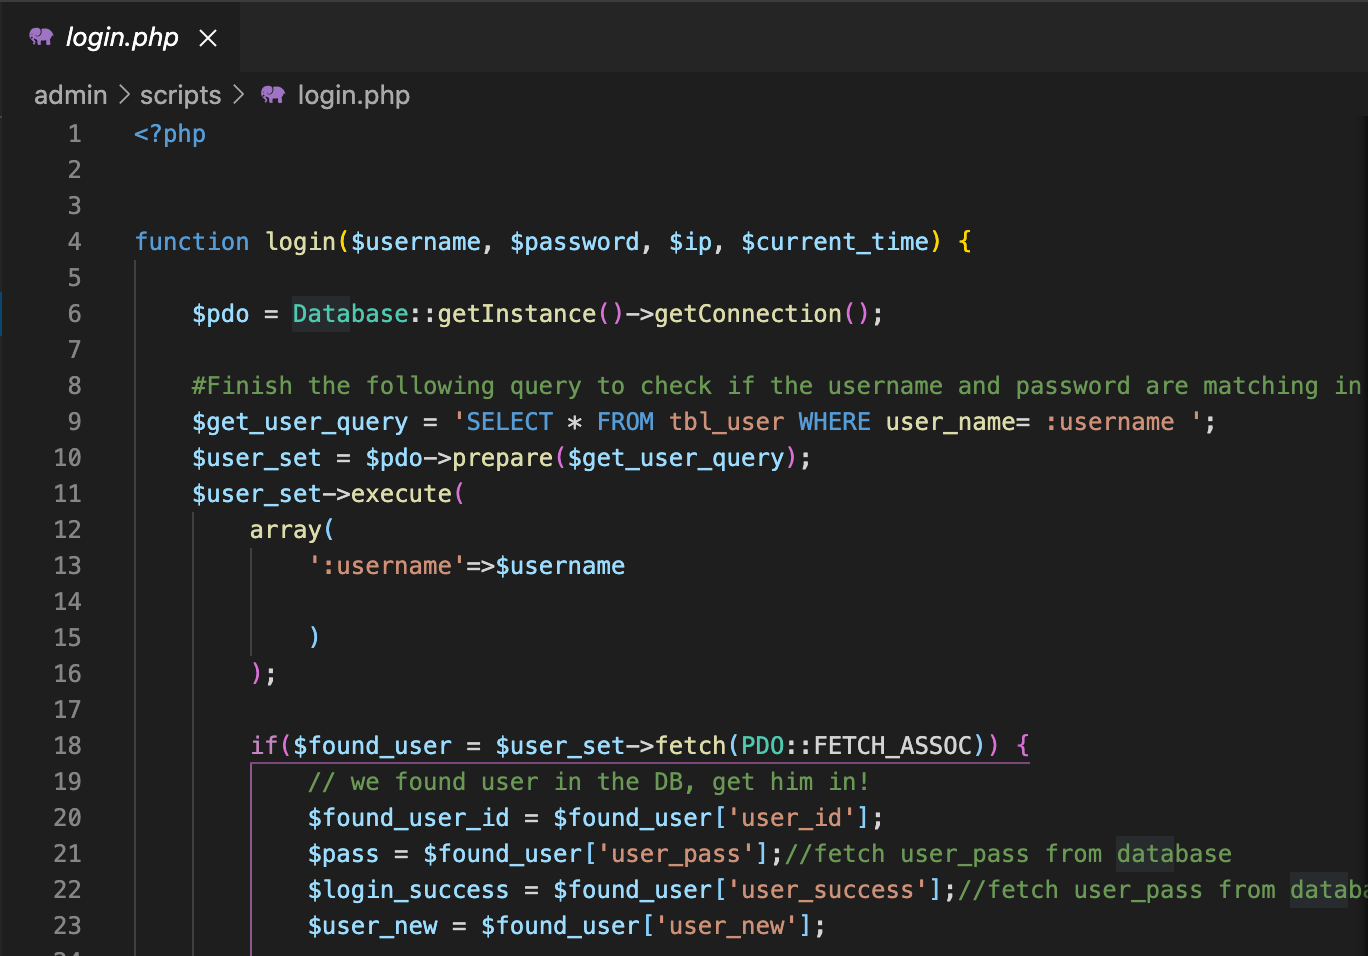 login.php
admin > scripts > login.php
1 <?php
2
3
4 function login($username, $password, $ip, $current_time) {
5
6 $pdo = Database::getInstance()->getConnection();
7
8 #Finish the following query to check if the username and password are matching in
9 $get_user_query = 'SELECT * FROM tbl_user WHERE user_name= :username ';
10 $user_set = $pdo->prepare($get_user_query);
11 $user_set->execute(
12 array(
13 ':username'=>$username
14
15 )
16 );
17
18 if($found_user = $user_set->fetch(PDO::FETCH_ASSOC)) {
19 // we found user in the DB, get him in!
20 $found_user_id = $found_user['user_id'];
21 $pass = $found_user['user_pass'];//fetch user_pass from database
22 $login_success = $found_user['user_success'];//fetch user_pass from datab
23 $user_new = $found_user['user_new'];